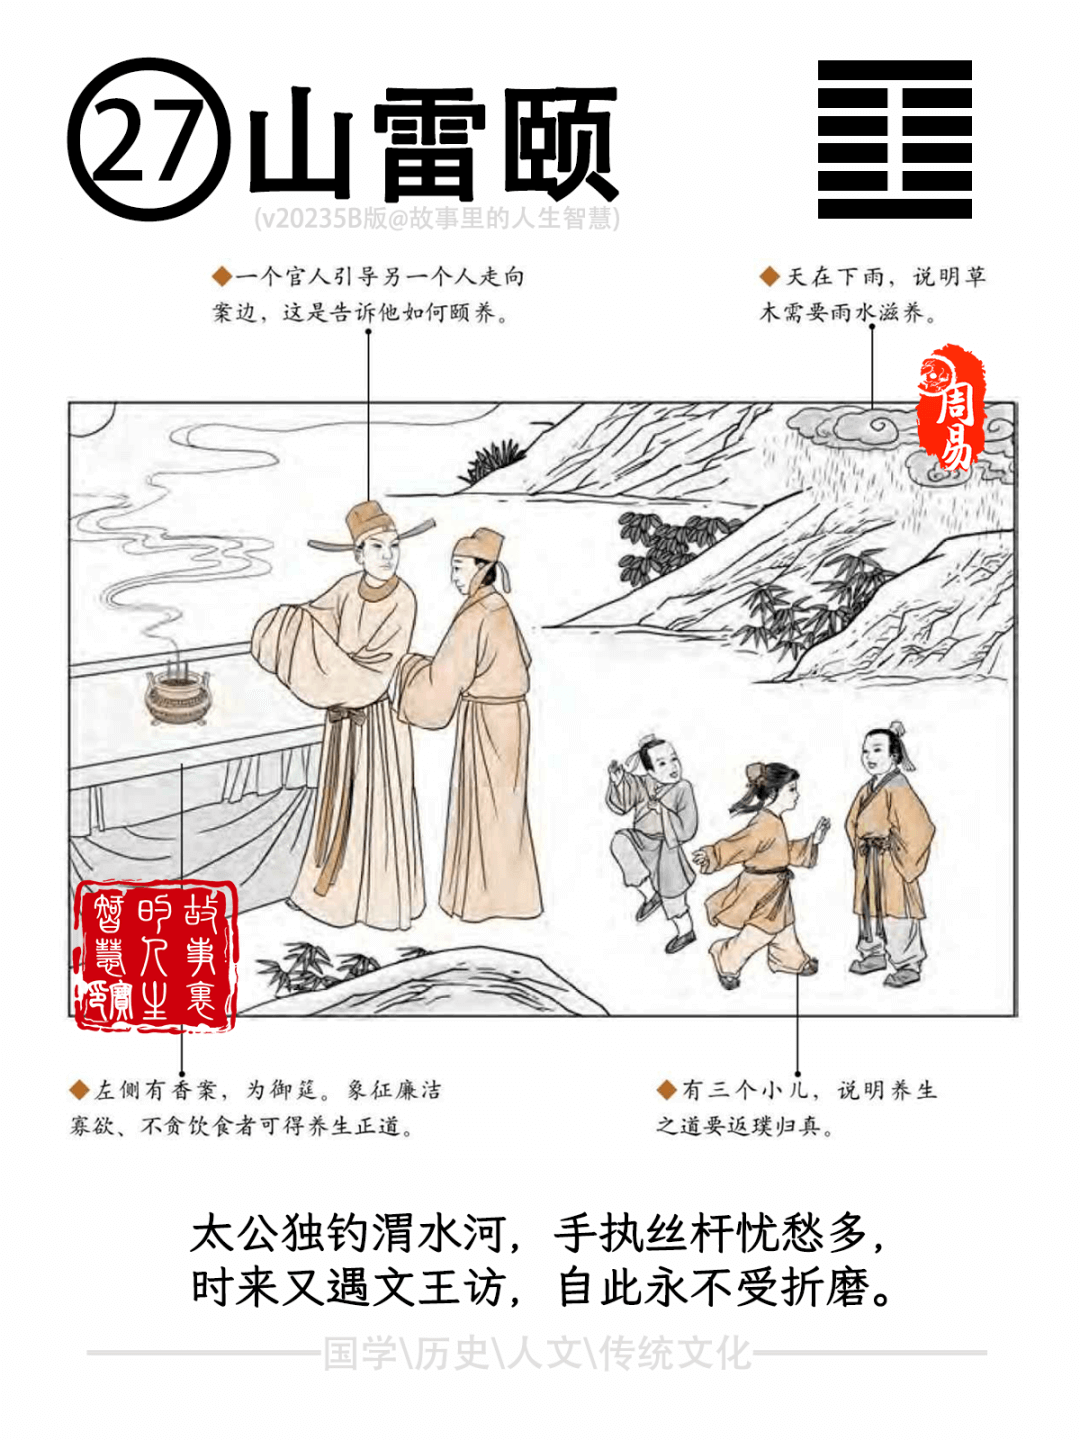 27 山雷颐
(v20235B版@故事里的人生智慧)
◆一个官人引导另一个人走向
案边，这是告诉他如何颐养。
◆天在下雨，说明草
木需要雨水滋养。
周易
故事裏
的人生
智慧
◆左侧有香案，为御筵。象征廉洁
寡欲、不贪饮食者可得养生正道。
◆有三个小儿，说明养生
之道要返璞归真。
太公独钓渭水河，手执丝杆忧愁多，
时来又遇文王访，自此永不受折磨。
国学\历史\人文\传统文化